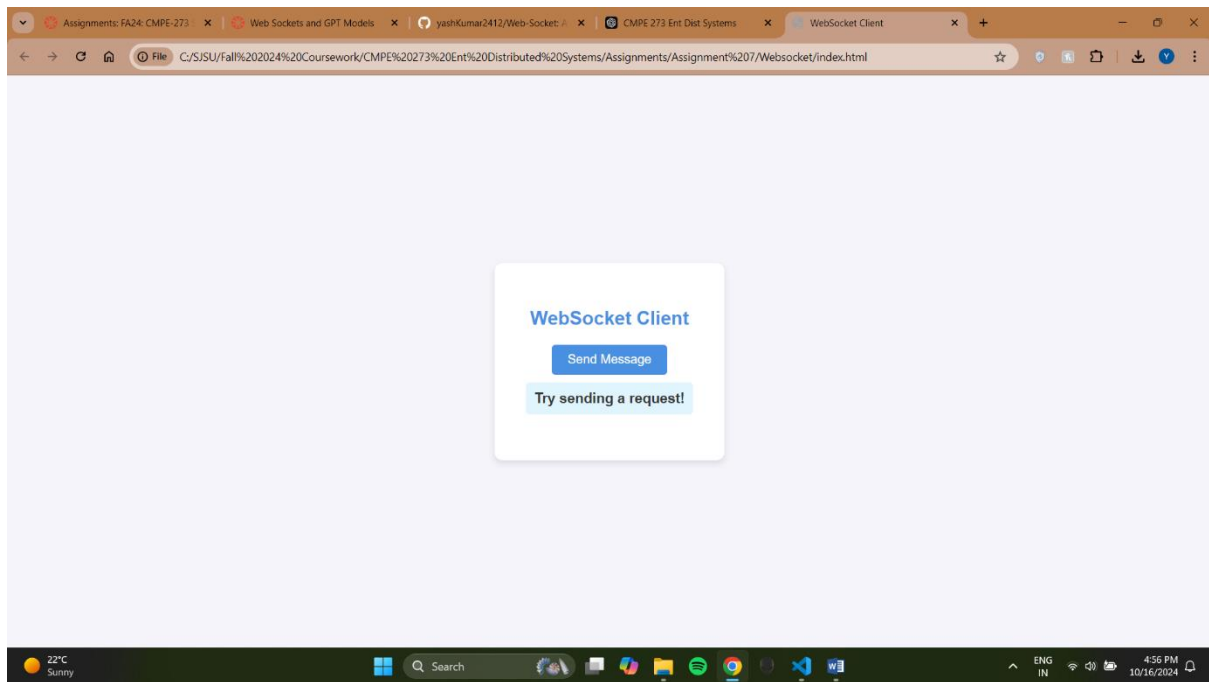 Assignments: FA24: CMPE-273
Web Sockets and GPT Models
yashKumar2412/Web-Socket: A
CMPE 273 Ent Dist Systems
WebSocket Client
File
C:/SJSU/Fall%202024%20Coursework/CMPE%20273%20Ent%20Distributed%20Systems/Assignments/Assignment%207/Websocket/index.html
Y
WebSocket Client
Send Message
Try sending a request!
22°C
Sunny
Search
ENG
IN
4:56 PM
10/16/2024